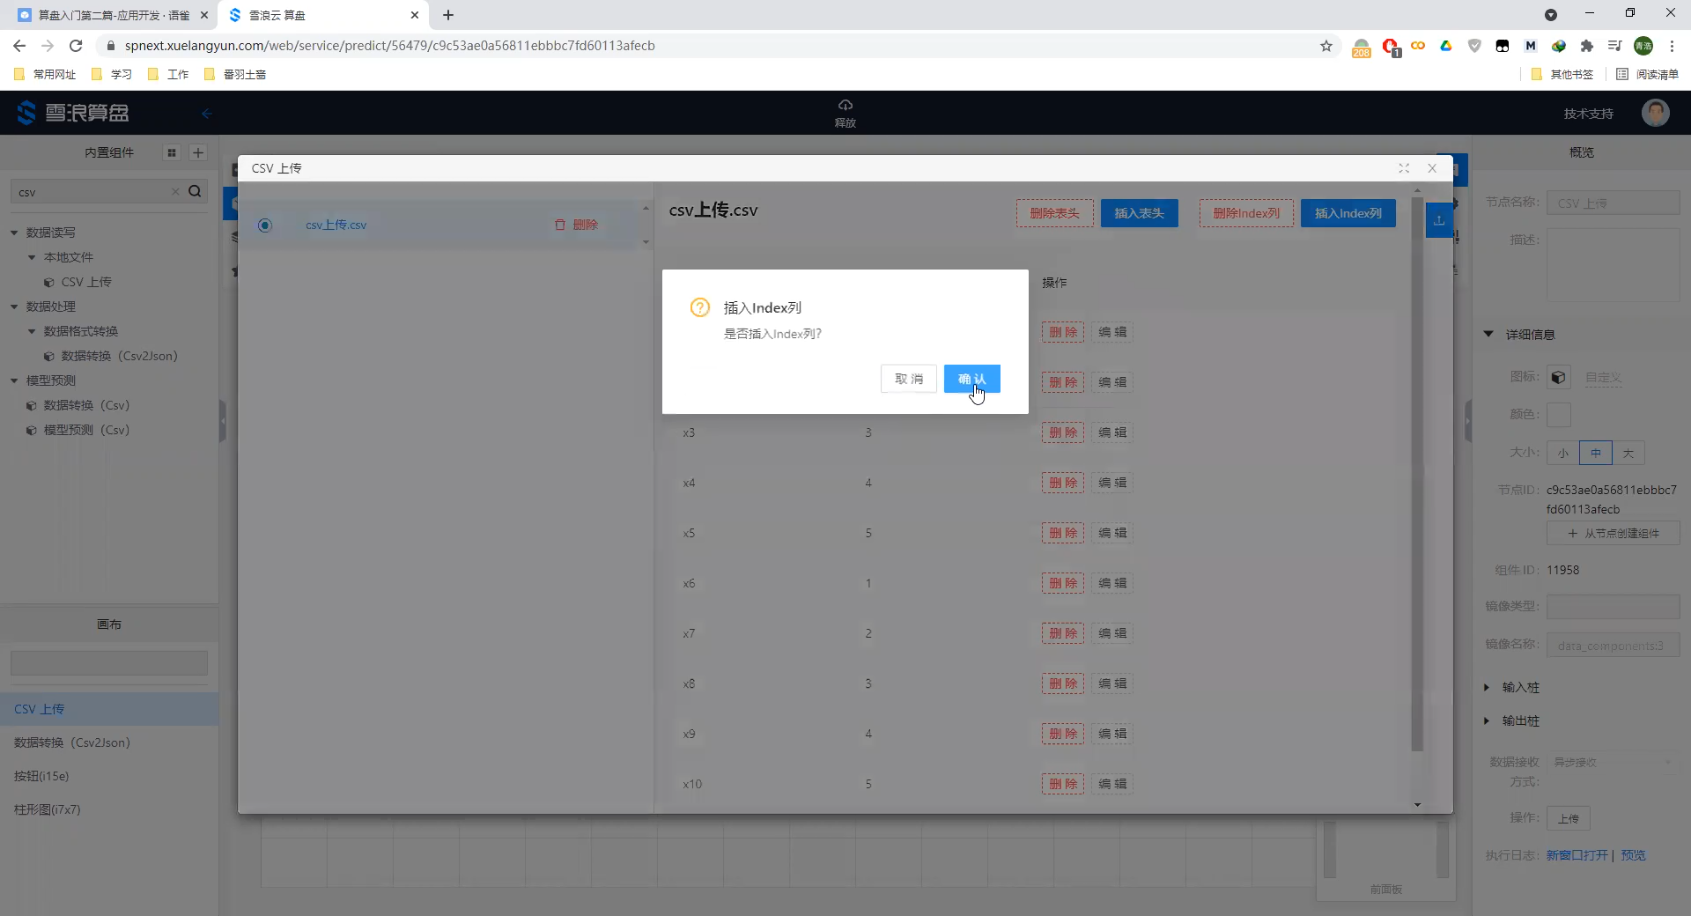 算盘入门第二篇-应用开发 · 语雀
雪浪云 算盘
spnext.xuelangyun.com/web/service/predict/56479/c9c53ae0a56811ebbbc7fd60113afecb
208
1
M
青浩
常用网址
学习
工作
番羽土啬
其他书签
阅读清单
雪浪算盘
释放
技术支持
内置组件
csv
数据读写
本地文件
CSV 上传
数据处理
数据格式转换
数据转换（Csv2Json）
模型预测
数据转换（Csv）
模型预测（Csv）
画布
CSV 上传
数据转换（Csv2Json）
按钮(i15e)
柱形图(i7x7)
CSV 上传
csv上传.csv
删除
csv上传.csv
删除表头
插入表头
删除Index列
插入Index列
操作
插入Index列
是否插入Index列?
取 消
确 认
删 除 编 辑
删 除 编 辑
x3 3 删 除 编 辑
x4 4 删 除 编 辑
x5 5 删 除 编 辑
x6 1 删 除 编 辑
x7 2 删 除 编 辑
x8 3 删 除 编 辑
x9 4 删 除 编 辑
x10 5 删 除 编 辑
前面板
概览
节点名称: CSV 上传
描述:
详细信息
图标: 自定义
颜色:
大小: 小 中 大
节点ID: c9c53ae0a56811ebbbc7
fd60113afecb
从节点创建组件
组件 ID: 11958
镜像类型:
镜像名称: data_components:3
输入桩
输出桩
数据接收 异步接收
方式:
操作: 上传
执行日志: 新窗口打开 | 预览